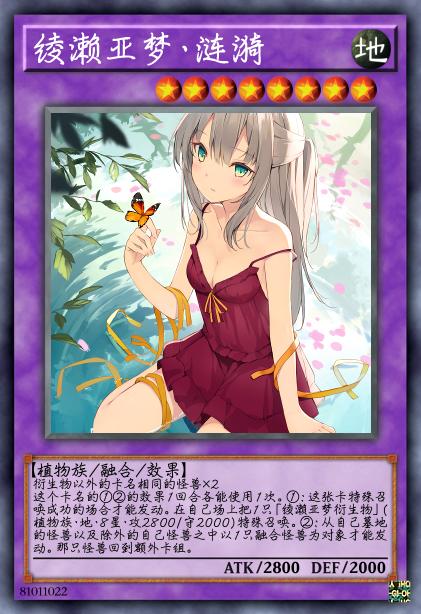 绫濑亚梦·涟漪
地
【植物族/融合/效果】
衍生物以外的卡名相同的怪兽×2
这个卡名的①②的效果1回合各能使用1次。①:这张卡特殊召
唤成功的场合才能发动。在自己场上把1只「绫濑亚梦衍生物」(
植物族·地·8星·攻2800/守2000)特殊召唤。②:从自己墓地
的怪兽以及除外的自己怪兽之中以1只融合怪兽为对象才能发
动。那只怪兽回到额外卡组。
ATK/2800 DEF/2000
81011022